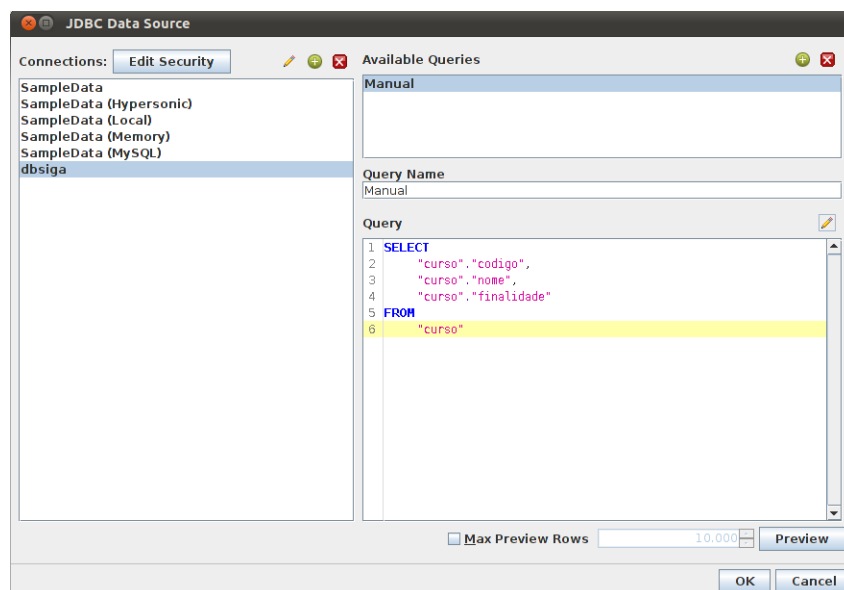 JDBC Data Source
Connections: Edit Security
SampleData
SampleData (Hypersonic)
SampleData (Local)
SampleData (Memory)
SampleData (MySQL)
dbsiga
Available Queries
Manual
Query Name
Manual
Query
1 SELECT
2 "curso"."codigo",
3 "curso"."nome",
4 "curso"."finalidade"
5 FROM
6 "curso"
Max Preview Rows 10.000 Preview
OK Cancel